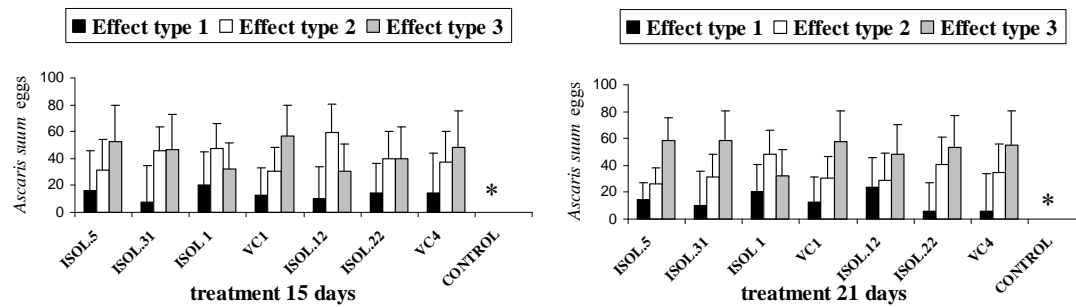 Effect type 1 Effect type 2 Effect type 3
Ascaris suum eggs
100
80
60
40
20
0
*
ISOL.5 ISOL.31 ISOL 1 VC1 ISOL.12 ISOL.22 VC4 CONTROL
treatment 15 days
Effect type 1 Effect type 2 Effect type 3
Ascaris suum eggs
100
80
60
40
20
0
*
ISOL.5 ISOL.31 ISOL 1 VC1 ISOL.12 ISOL.22 VC4 CONTROL
treatment 21 days